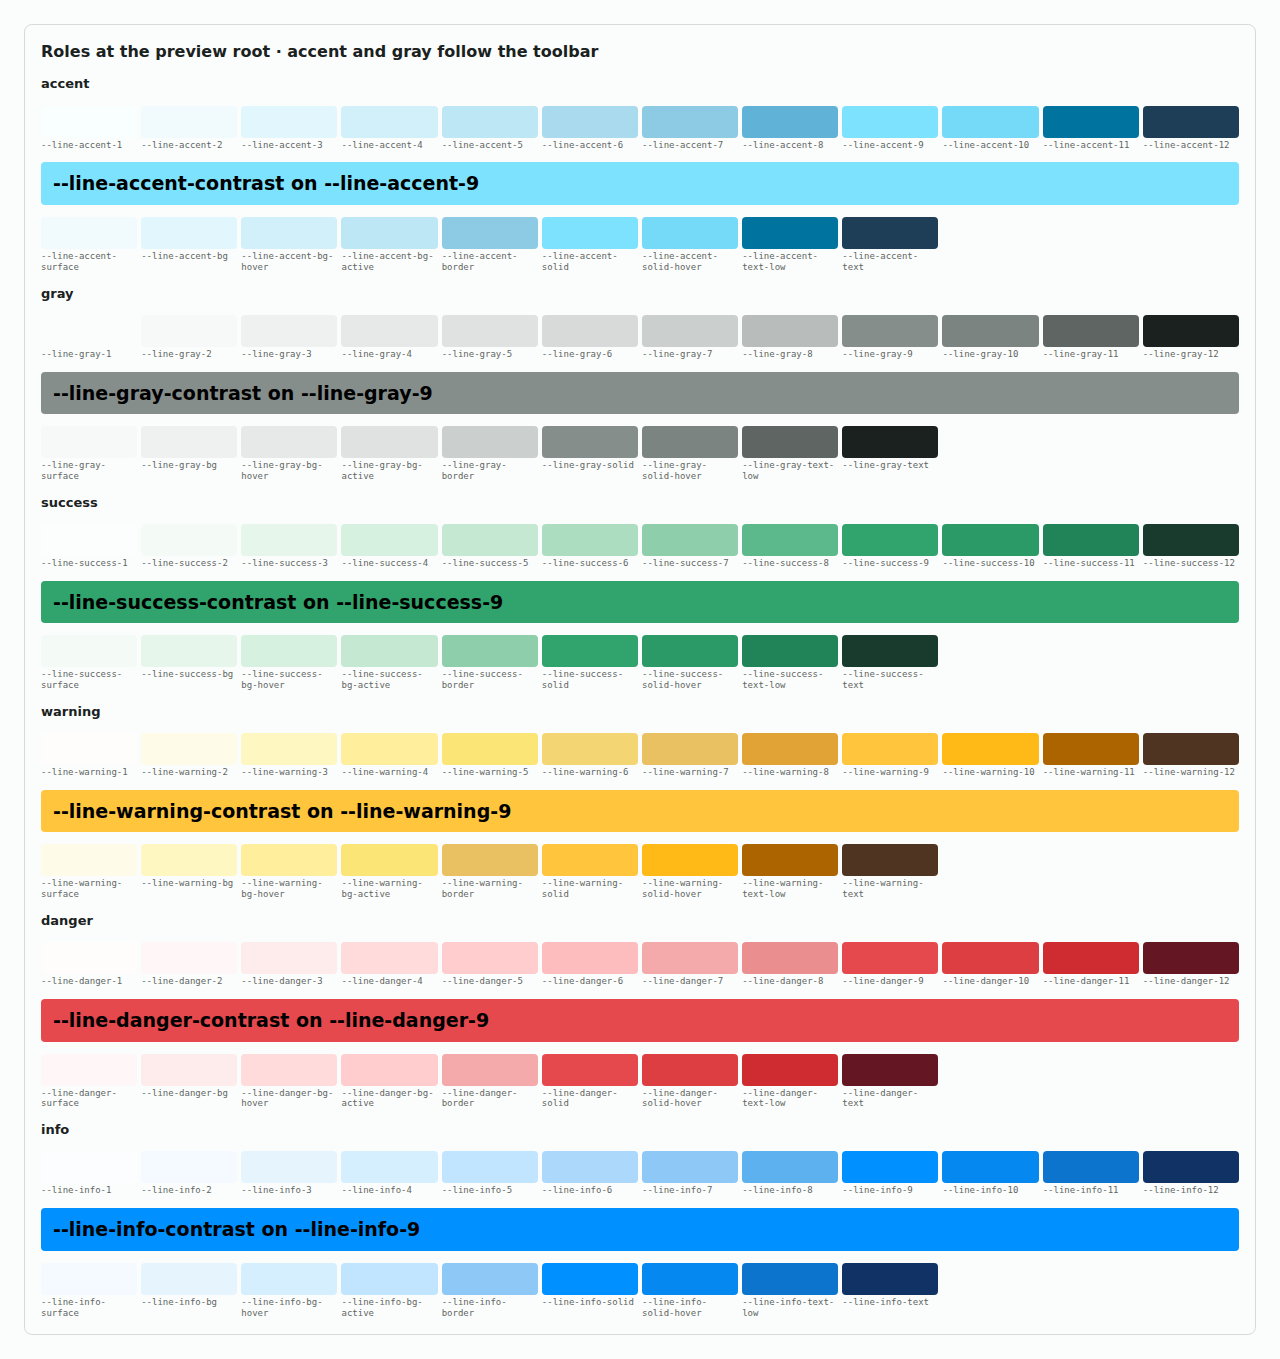 Roles at the preview root · accent and gray follow the toolbar
accent
--line-accent-1 --line-accent-2 --line-accent-3 --line-accent-4 --line-accent-5 --line-accent-6 --line-accent-7 --line-accent-8 --line-accent-9 --line-accent-10 --line-accent-11 --line-accent-12
--line-accent-contrast on --line-accent-9
--line-accent- --line-accent-bg --line-accent-bg- --line-accent-bg- --line-accent- --line-accent- --line-accent- --line-accent- --line-accent-
surface hover active border solid solid-hover text-low text
gray
--line-gray-1 --line-gray-2 --line-gray-3 --line-gray-4 --line-gray-5 --line-gray-6 --line-gray-7 --line-gray-8 --line-gray-9 --line-gray-10 --line-gray-11 --line-gray-12
--line-gray-contrast on --line-gray-9
--line-gray- --line-gray-bg --line-gray-bg- --line-gray-bg- --line-gray- --line-gray-solid --line-gray- --line-gray-text- --line-gray-text
surface hover active border solid-hover low
success
--line-success-1 --line-success-2 --line-success-3 --line-success-4 --line-success-5 --line-success-6 --line-success-7 --line-success-8 --line-success-9 --line-success-10 --line-success-11 --line-success-12
--line-success-contrast on --line-success-9
--line-success- --line-success-bg --line-success- --line-success- --line-success- --line-success- --line-success- --line-success- --line-success-
surface bg-hover bg-active border solid solid-hover text-low text
warning
--line-warning-1 --line-warning-2 --line-warning-3 --line-warning-4 --line-warning-5 --line-warning-6 --line-warning-7 --line-warning-8 --line-warning-9 --line-warning-10 --line-warning-11 --line-warning-12
--line-warning-contrast on --line-warning-9
--line-warning- --line-warning-bg --line-warning- --line-warning- --line-warning- --line-warning- --line-warning- --line-warning- --line-warning-
surface bg-hover bg-active border solid solid-hover text-low text
danger
--line-danger-1 --line-danger-2 --line-danger-3 --line-danger-4 --line-danger-5 --line-danger-6 --line-danger-7 --line-danger-8 --line-danger-9 --line-danger-10 --line-danger-11 --line-danger-12
--line-danger-contrast on --line-danger-9
--line-danger- --line-danger-bg --line-danger-bg- --line-danger-bg- --line-danger- --line-danger- --line-danger- --line-danger- --line-danger-
surface hover active border solid solid-hover text-low text
info
--line-info-1 --line-info-2 --line-info-3 --line-info-4 --line-info-5 --line-info-6 --line-info-7 --line-info-8 --line-info-9 --line-info-10 --line-info-11 --line-info-12
--line-info-contrast on --line-info-9
--line-info- --line-info-bg --line-info-bg- --line-info-bg- --line-info- --line-info-solid --line-info- --line-info-text- --line-info-text
surface hover active border solid-hover low